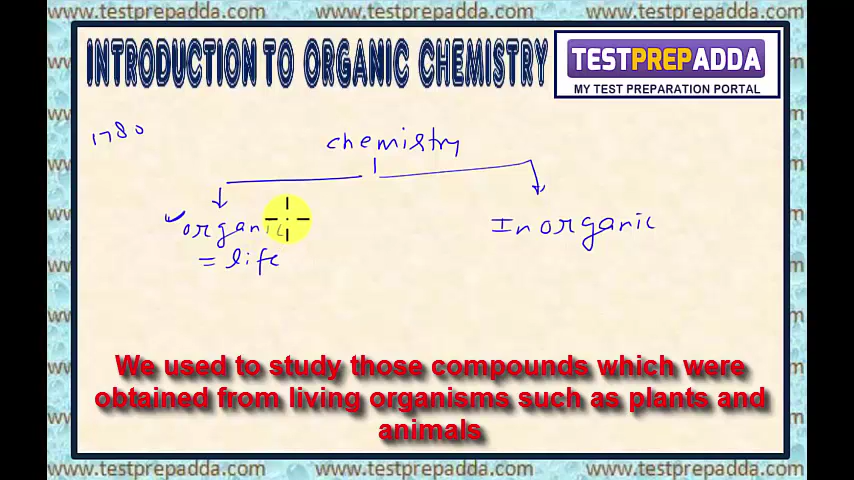 www.testprepadda.com www.testprepadda.com www.testprepadda.com
INTRODUCTION TO ORGANIC CHEMISTRY
TESTPREPADDA
MY TEST PREPARATION PORTAL
1780
chemistry
organic
Inorganic
= life
We used to study those compounds which were
obtained from living organisms such as plants and
animals
www.testprepadda.com www.testprepadda.com www.testprepadda.com